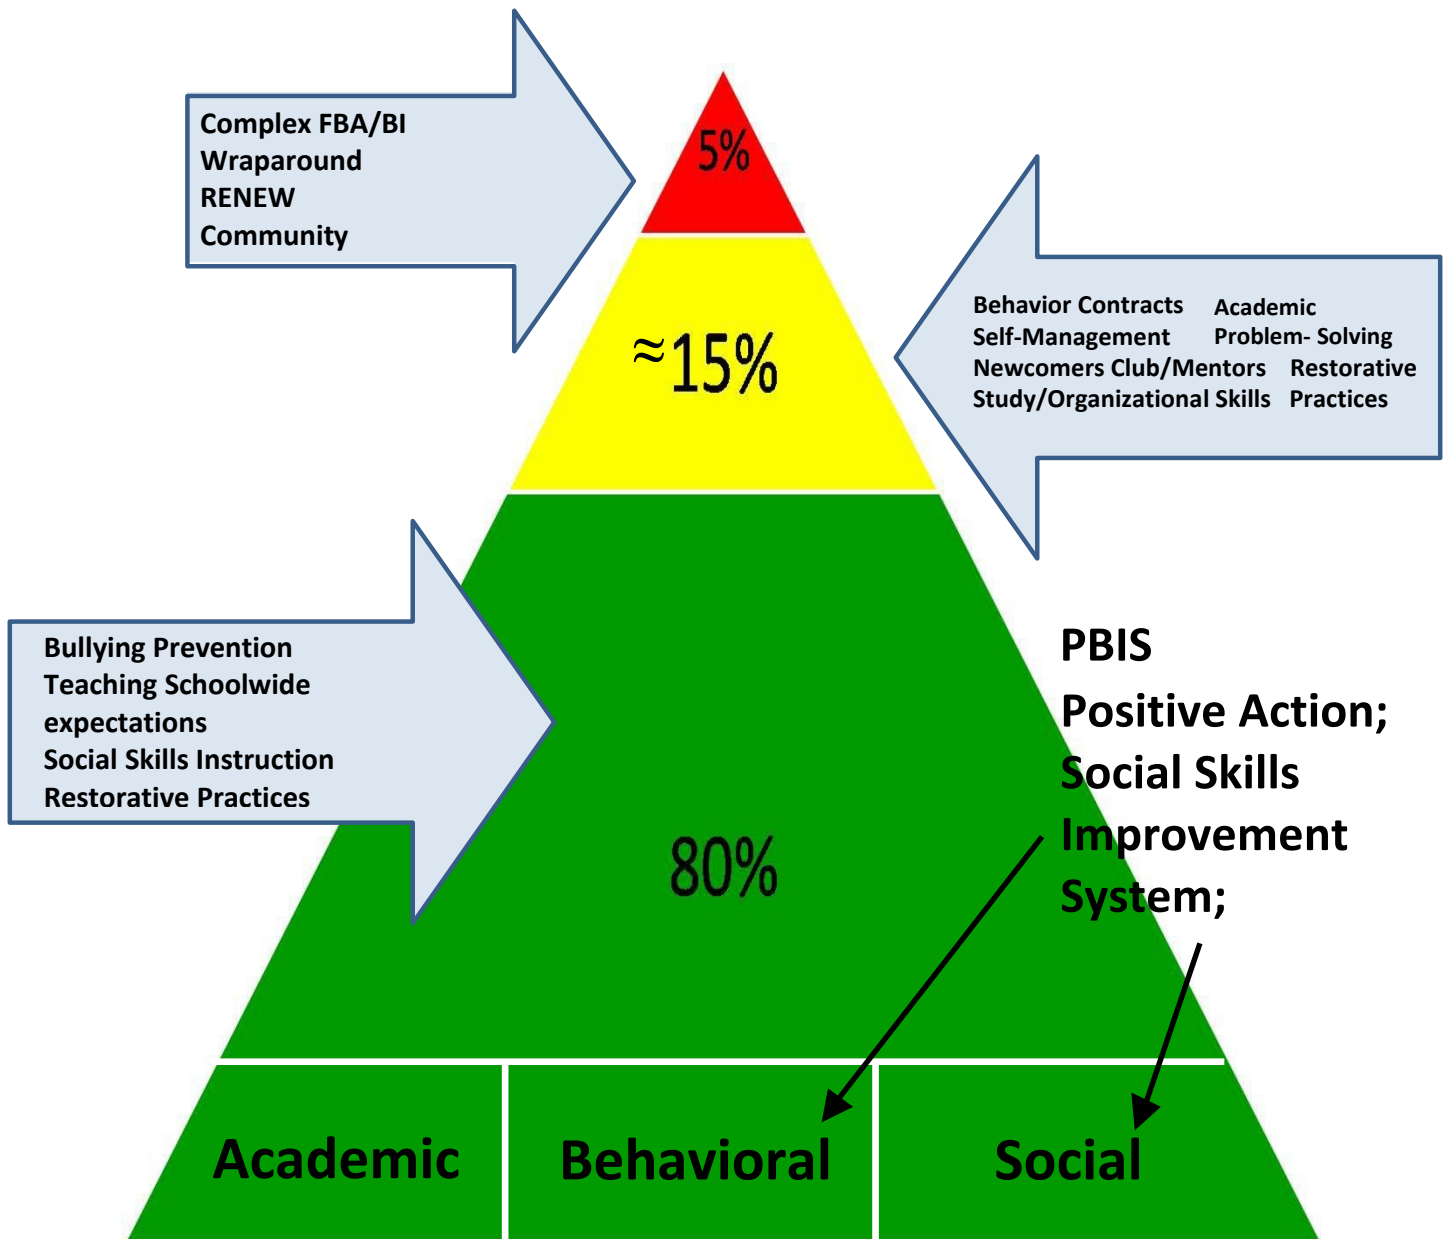 5%
Complex FBA/BI
Wraparound
RENEW
Community
≈15%
Behavior Contracts Academic
Self-Management Problem- Solving
Newcomers Club/Mentors Restorative
Study/Organizational Skills Practices
Bullying Prevention
Teaching Schoolwide
expectations
Social Skills Instruction
Restorative Practices
80%
PBIS
Positive Action;
Social Skills
Improvement
System;
Academic
Behavioral
Social